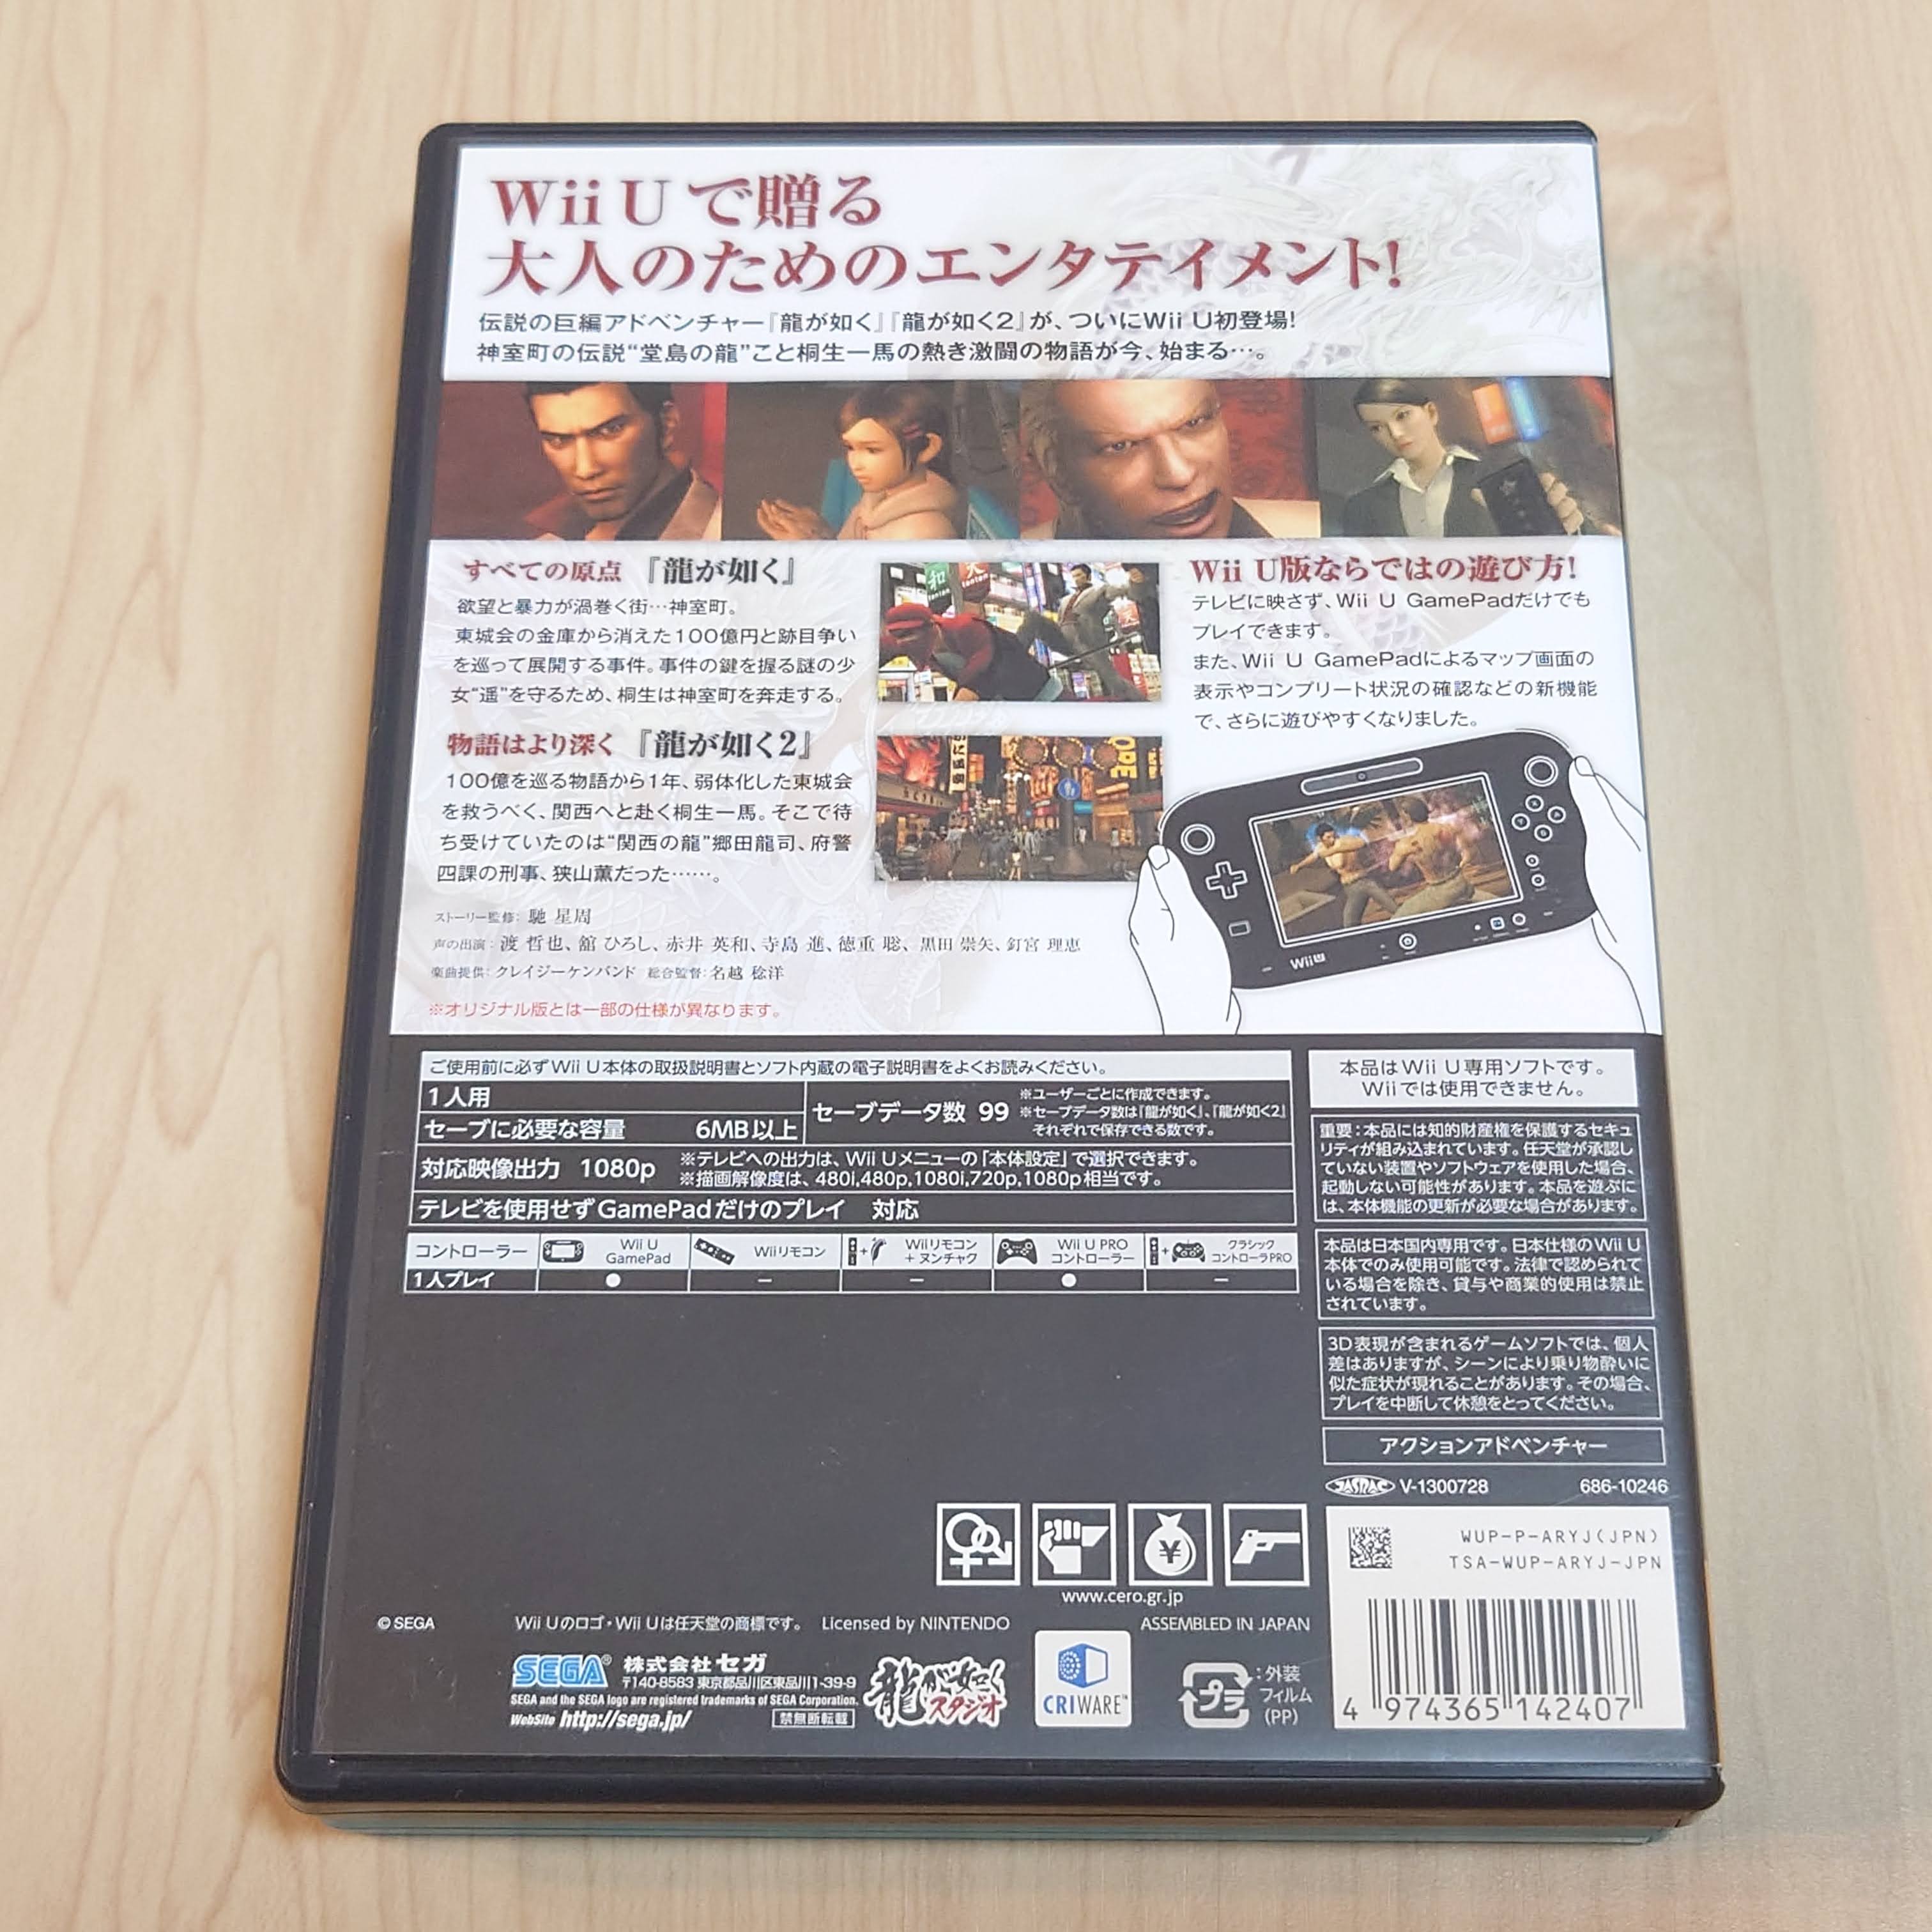 Wii Uで贈る
大人のためのエンタテイメント!
伝説の巨編アドベンチャー『龍が如く』『龍が如く2』が、ついにWii U初登場!
神室町の伝説“堂島の龍”こと桐生一馬の熱き激闘の物語が今、始まる…。
すべての原点 『龍が如く』
欲望と暴力が渦巻く街…神室町。
東城会の金庫から消えた100億円と跡目争い
を巡って展開する事件。事件の鍵を握る謎の少
女“遥”を守るため、桐生は神室町を奔走する。
物語はより深く 『龍が如く2』
100億を巡る物語から1年、弱体化した東城会
を救うべく、関西へと赴く桐生一馬。そこで待
ち受けていたのは“関西の龍”郷田龍司、府警
四課の刑事、狭山薫だった……。
Wii U版ならではの遊び方!
テレビに映さず、Wii U GamePadだけでも
プレイできます。
また、Wii U GamePadによるマップ画面の
表示やコンプリート状況の確認などの新機能
で、さらに遊びやすくなりました。
Wii U
ストーリー監修: 馳 星周
声の出演: 渡 哲也、舘 ひろし、赤井 英和、寺島 進、徳重 聡、黒田 崇矢、釘宮 理恵
楽曲提供: クレイジーケンバンド 総合監督: 名越 稔洋
※オリジナル版とは一部の仕様が異なります。
ご使用前に必ずWii U本体の取扱説明書とソフト内蔵の電子説明書をよくお読みください。
1人用
セーブに必要な容量 6MB以上
セーブデータ数 99
※ユーザーごとに作成できます。
※セーブデータ数は『龍が如く』、『龍が如く2』
それぞれで保存できる数です。
対応映像出力 1080p
※テレビへの出力は、Wii Uメニューの「本体設定」で選択できます。
※描画解像度は、480i,480p,1080i,720p,1080p相当です。
テレビを使用せずGamePadだけのプレイ 対応
コントローラー
Wii U
GamePad
Wiiリモコン
Wiiリモコン
+ヌンチャク
Wii U PRO
コントローラー
クラシック
コントローラPRO
1人プレイ ● － － ● －
本品はWii U専用ソフトです。
Wiiでは使用できません。
重要:本品には知的財産権を保護するセキュ
リティが組み込まれています。任天堂が承認し
ていない装置やソフトウェアを使用した場合、
起動しない可能性があります。本品を遊ぶに
は、本体機能の更新が必要な場合があります。
本品は日本国内専用です。日本仕様のWii U
本体でのみ使用可能です。法律で認められて
いる場合を除き、貸与や商業的使用は禁止
されています。
3D表現が含まれるゲームソフトでは、個人
差はありますが、シーンにより乗り物酔いに
似た症状が現れることがあります。その場合、
プレイを中断して休憩をとってください。
アクションアドベンチャー
JASRAC V-1300728 686-10246
WUP-P-ARYJ(JPN)
TSA-WUP-ARYJ-JPN
4 974365 142407
www.cero.gr.jp
© SEGA
Wii Uのロゴ・Wii Uは任天堂の商標です。 Licensed by NINTENDO
ASSEMBLED IN JAPAN
SEGA® 株式会社セガ
〒140-8583 東京都品川区東品川1-39-9
SEGA and the SEGA logo are registered trademarks of SEGA Corporation.
WebSite http://sega.jp/ 禁無断転載
龍が如くスタジオ
CRIWARE™
プラ
:外装
フィルム
(PP)